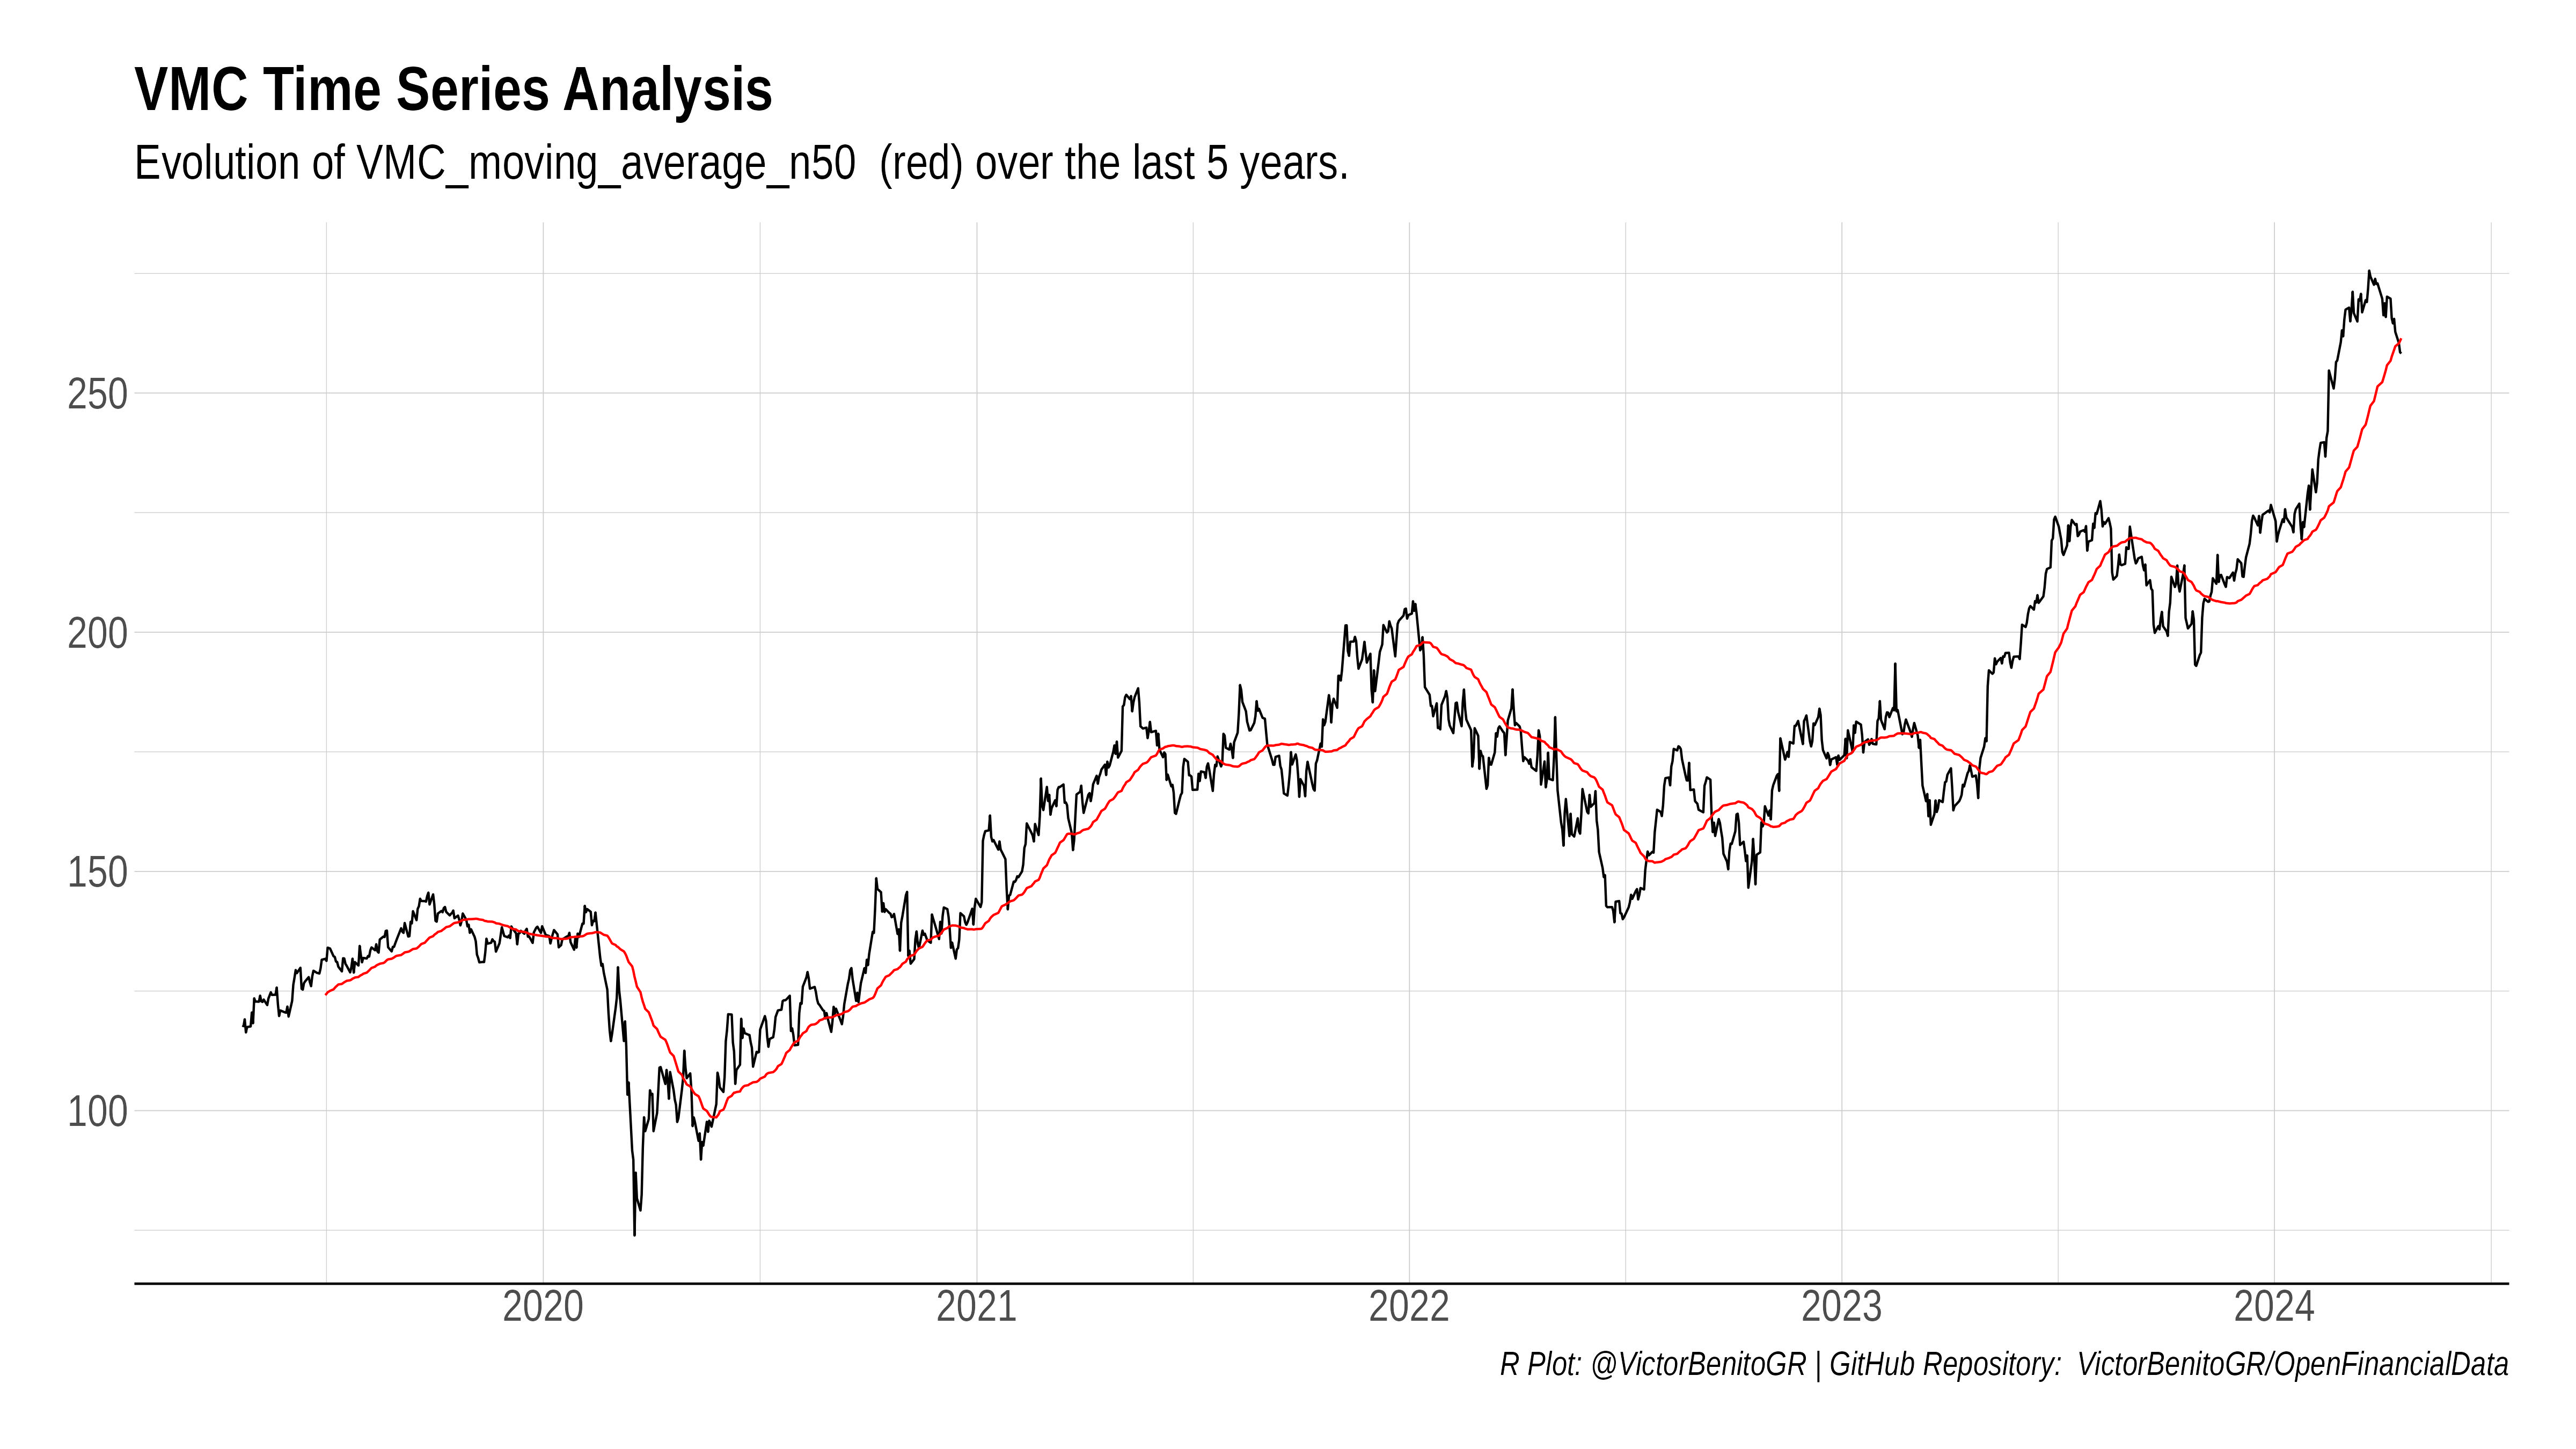 VMC Time Series Analysis
Evolution of VMC_moving_average_n50  (red) over the last 5 years.
250
200
150
100
2020 2021 2022 2023 2024
R Plot: @VictorBenitoGR | GitHub Repository:  VictorBenitoGR/OpenFinancialData